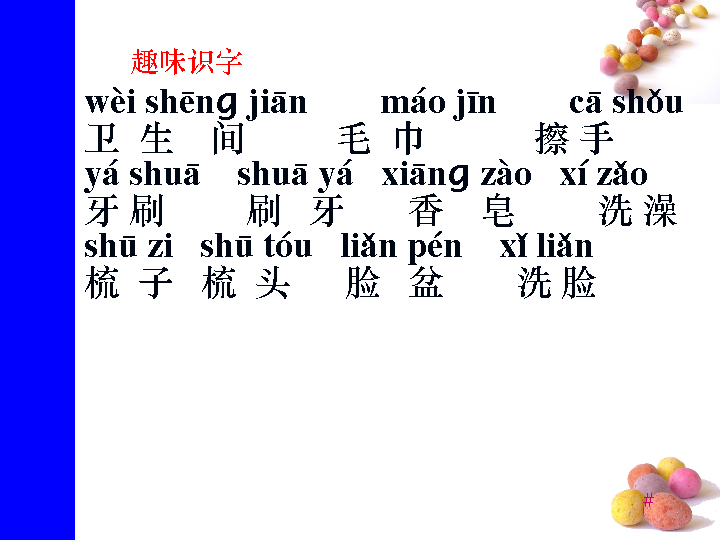 趣味识字
wèi shēng jiān máo jīn cā shǒu
卫 生 间 毛 巾 擦 手
yá shuā shuā yá xiāng zào xí zǎo
牙 刷 刷 牙 香 皂 洗 澡
shū zi shū tóu liǎn pén xǐ liǎn
梳 子 梳 头 脸 盆 洗 脸
#